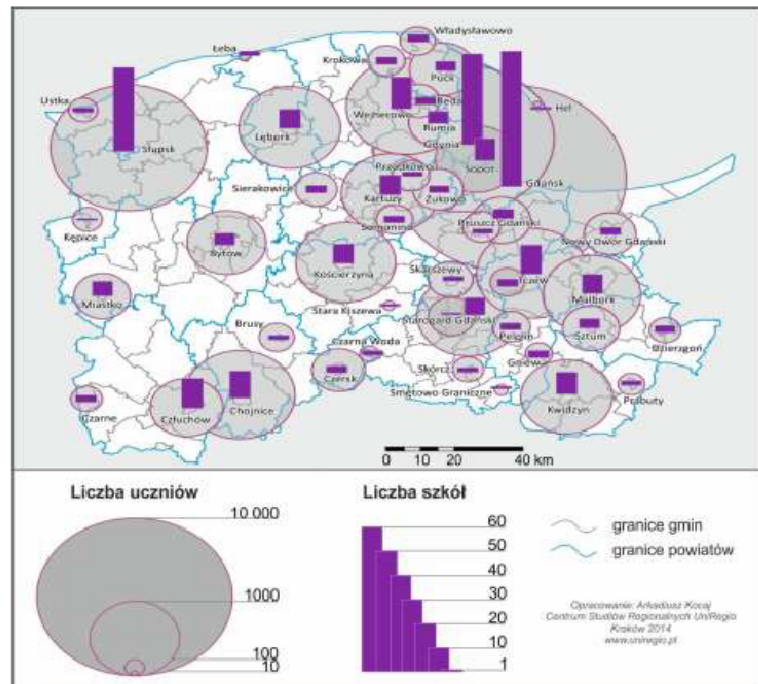 Władysławowo
Łeba
Krokowa
Puck
Ustka
Wejherowo
Reda
Hel
Rumia
Lębork
Gdynia
Słupsk
Sopot
Przodkowo
Gdańsk
Sierakowice
Kartuzy
Żukowo
Somonino
Pruszcz Gdański
Kępice
Nowy Dwór Gdański
Bytów
Kościerzyna
Skarszewy
Tczew
Miastko
Malbork
Stara Kiszewa
Starogard Gdański
Brusy
Pelplin
Sztum
Dzierzgoń
Czarna Woda
Gniew
Skórcz
Czersk
Prabuty
Smętowo Graniczne
Czarne
Człuchów
Chojnice
Kwidzyn
0 10 20 40 km
Liczba uczniów
10 000
1000
100
10
Liczba szkół
60
50
40
30
20
10
1
granice gmin
granice powiatów
Opracowanie: Arkadiusz Kocaj
Centrum Studiów Regionalnych UniRegio
Kraków 2014
www.uniregio.pl